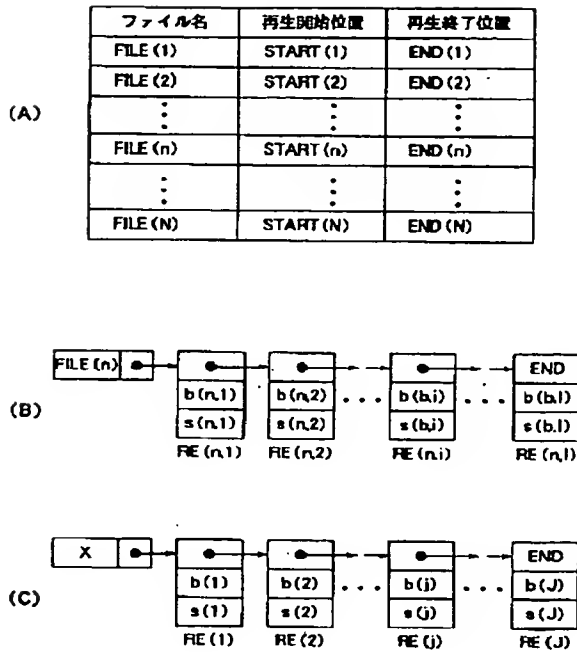 ファイル名 再生開始位置 再生終了位置
FILE(1) START(1) END(1)
FILE(2) START(2) END(2)
(A)
FILE(n) START(n) END(n)
FILE(N) START(N) END(N)
FILE(n) END
b(n,1) b(n,2) b(b,i) b(b,I)
(B)
s(n,1) s(n,2) s(b,i) s(b,I)
RE(n,1) RE(n,2) RE(n,i) RE(n,I)
X END
b(1) b(2) b(j) b(J)
(C)
s(1) s(2) s(j) s(J)
RE(1) RE(2) RE(j) RE(J)